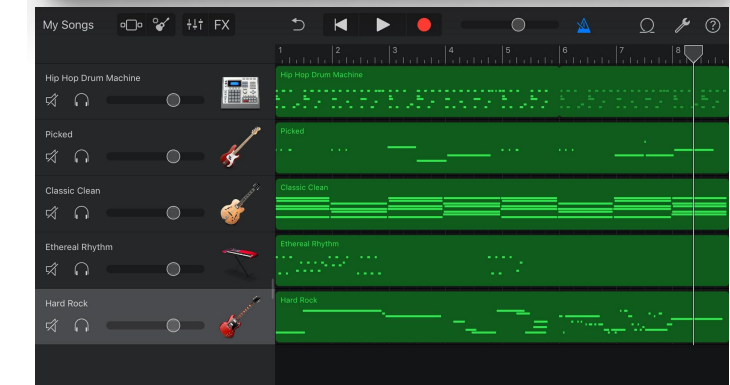 My Songs FX
1 2 3 4 5 6 7 8
Hip Hop Drum Machine
Hip Hop Drum Machine
Picked
Picked
Classic Clean
Classic Clean
Ethereal Rhythm
Ethereal Rhythm
Hard Rock
Hard Rock